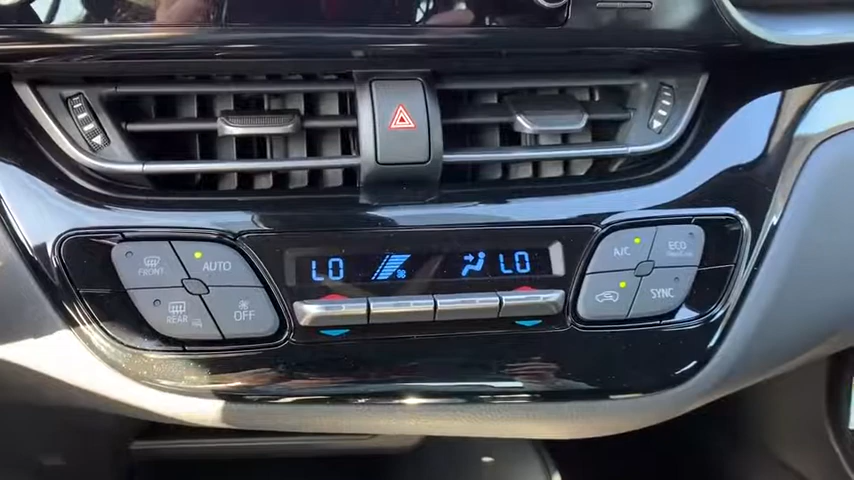 FRONT
AUTO
REAR
OFF
LO
LO
A/C
ECO
SYNC